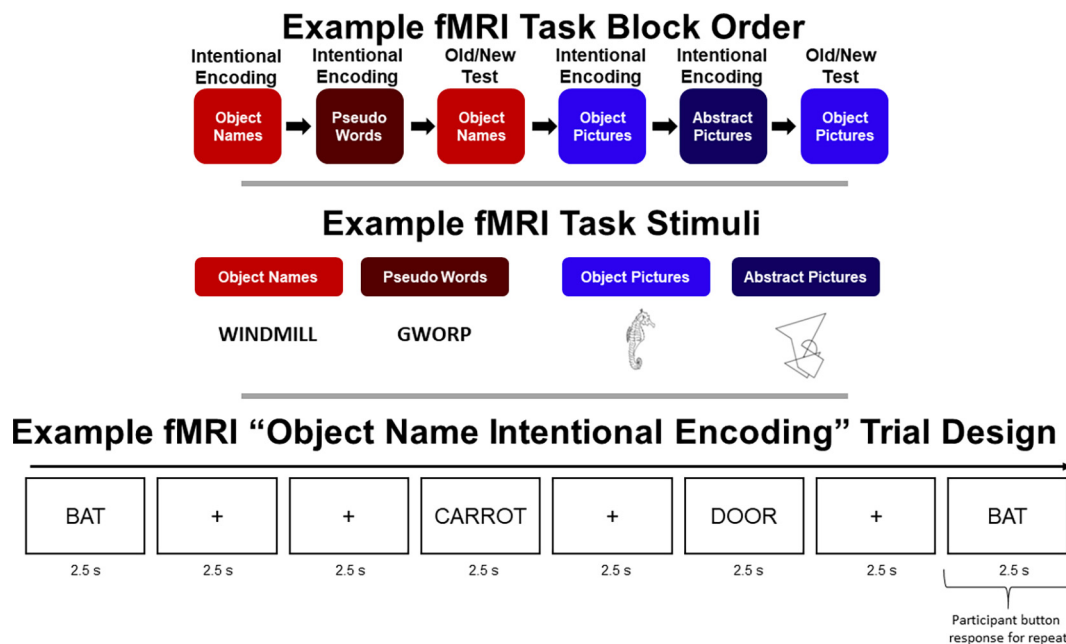 Example fMRI Task Block Order
Intentional Encoding Intentional Encoding Old/New Test Intentional Encoding Intentional Encoding Old/New Test
Object Names Pseudo Words Object Names Object Pictures Abstract Pictures Object Pictures
Example fMRI Task Stimuli
Object Names Pseudo Words Object Pictures Abstract Pictures
WINDMILL GWORP
Example fMRI “Object Name Intentional Encoding” Trial Design
BAT + + CARROT + DOOR + BAT
2.5 s 2.5 s 2.5 s 2.5 s 2.5 s 2.5 s 2.5 s 2.5 s
Participant button
response for repeat